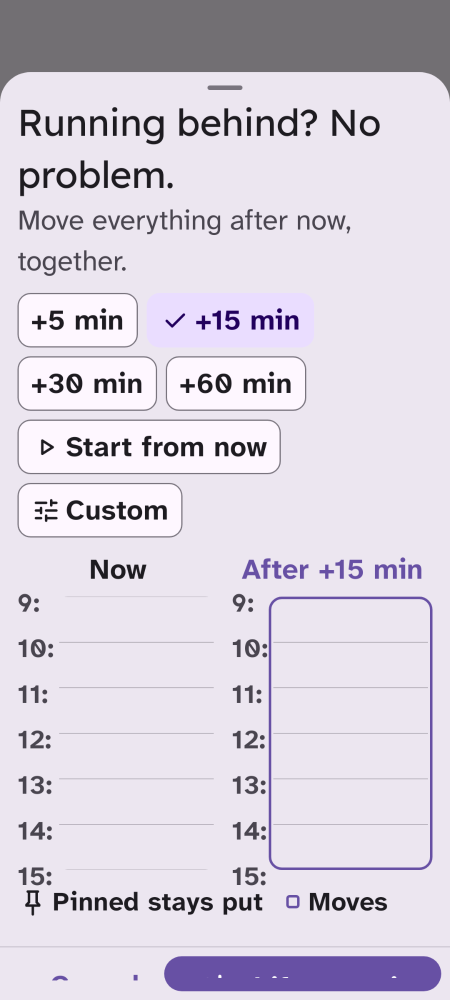 Running behind? No
problem.
Move everything after now,
together.
+5 min
+15 min
+30 min
+60 min
Start from now
Custom
Now
After +15 min
9:
9:
10:
10:
11:
11:
12:
12:
13:
13:
14:
14:
15:
15:
Pinned stays put
Moves